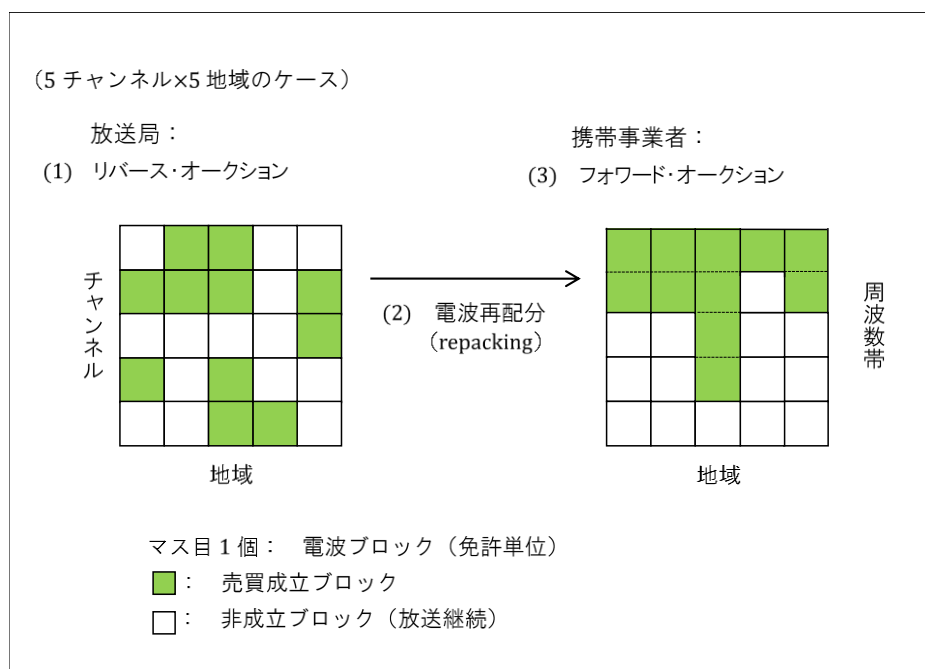 （5 チャンネル×5 地域のケース）
放送局：
(1) リバース・オークション
携帯事業者：
(3) フォワード・オークション
チャンネル
(2) 電波再配分
（repacking）
周波数帯
地域
地域
マス目 1 個： 電波ブロック（免許単位）
： 売買成立ブロック
： 非成立ブロック（放送継続）